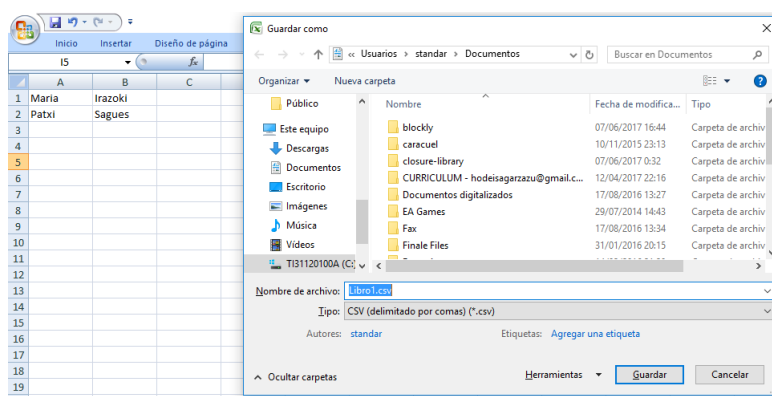 Inicio Insertar Diseño de página
I5 fx
A B C
1 Maria Irazoki
2 Patxi Sagues
3
4
5
6
7
8
9
10
11
12
13
14
15
16
17
18
19
Guardar como
« Usuarios › standar › Documentos
Buscar en Documentos
Organizar Nueva carpeta
Público
Este equipo
Descargas
Documentos
Escritorio
Imágenes
Música
Vídeos
TI31120100A (C:)
Nombre Fecha de modifica... Tipo
blockly 07/06/2017 16:44 Carpeta de archiv
caracuel 10/11/2015 23:13 Carpeta de archiv
closure-library 07/06/2017 0:32 Carpeta de archiv
CURRICULUM - hodeisagarzazu@gmail.c... 12/04/2017 22:16 Carpeta de archiv
Documentos digitalizados 17/08/2016 13:27 Carpeta de archiv
EA Games 29/07/2014 14:43 Carpeta de archiv
Fax 17/08/2016 13:34 Carpeta de archiv
Finale Files 31/01/2016 20:15 Carpeta de archiv
Nombre de archivo: Libro1.csv
Tipo: CSV (delimitado por comas) (*.csv)
Autores: standar Etiquetas: Agregar una etiqueta
Ocultar carpetas Herramientas Guardar Cancelar